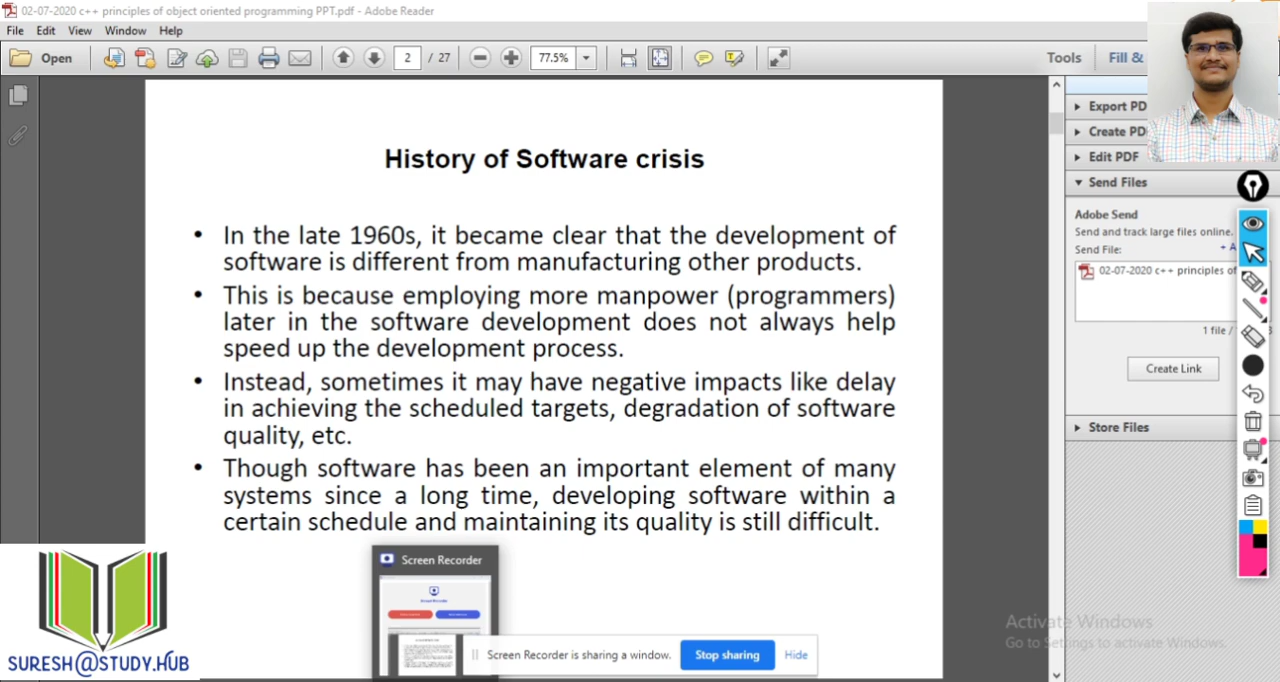 02-07-2020 c++ principles of object oriented programming PPT.pdf - Adobe Reader
File Edit View Window Help
Open 2 / 27 77.5% Tools Fill &
History of Software crisis
• In the late 1960s, it became clear that the development of
software is different from manufacturing other products.
• This is because employing more manpower (programmers)
later in the software development does not always help
speed up the development process.
• Instead, sometimes it may have negative impacts like delay
in achieving the scheduled targets, degradation of software
quality, etc.
• Though software has been an important element of many
systems since a long time, developing software within a
certain schedule and maintaining its quality is still difficult.
Export PD
Create PD
Edit PDF
Send Files
Adobe Send
Send and track large files online.
Send File: + A
02-07-2020 c++ principles of
1 file /
Create Link
Store Files
Screen Recorder
Screen Recorder is sharing a window. Stop sharing Hide
Activate Windows
Go to Settings to activate Windows.
SURESH@STUDY.HUB